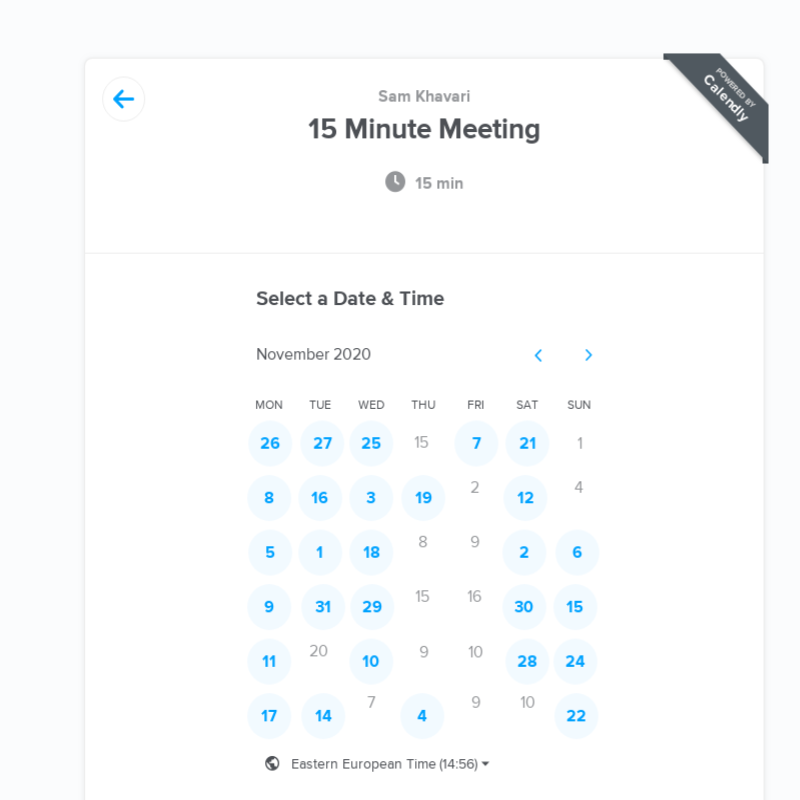 POWERED BY
Calendly
Sam Khavari
15 Minute Meeting
15 min
Select a Date & Time
November 2020
MON TUE WED THU FRI SAT SUN
26 27 25 15 7 21 1
8 16 3 19 2 12 4
5 1 18 8 9 2 6
9 31 29 15 16 30 15
11 20 10 9 10 28 24
17 14 7 4 9 10 22
Eastern European Time (14:56)